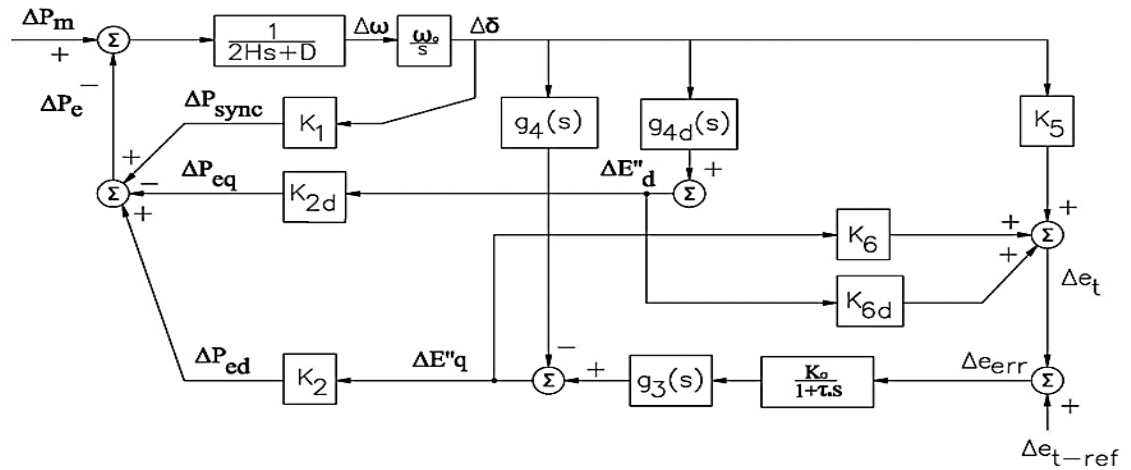 ΔPm
+
Σ
1
2Hs+D
Δω
ωₒ
s
Δδ
−
ΔPe
ΔPsync
K1
g4(s)
g4d(s)
K5
+
−
+
Σ
ΔPeq
K2d
ΔE"d
+
Σ
+
K6
+
+
Σ
K6d
Δet
ΔPed
K2
ΔE"q
−
Σ
+
g3(s)
Ka
1+τ.s
Δeerr
Σ
+
Δet−ref